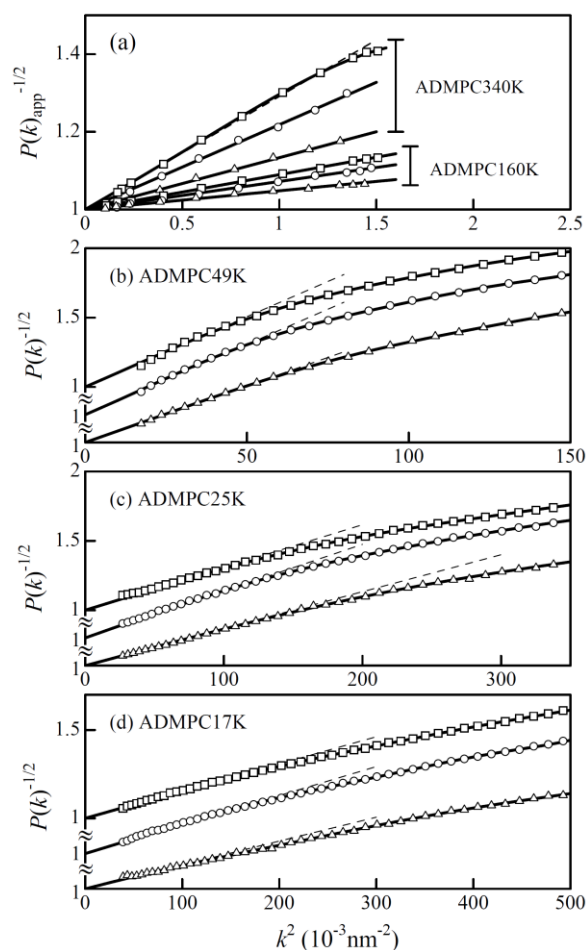 (a)
P(k)app^-1/2
1.4
1.2
1
ADMPC340K
ADMPC160K
0 0.5 1 1.5 2 2.5
(b) ADMPC49K
P(k)^-1/2
2
1.5
1
1
1
0 50 100 150
(c) ADMPC25K
P(k)^-1/2
2
1.5
1
1
1
0 100 200 300
(d) ADMPC17K
P(k)^-1/2
1.5
1
1
1
0 100 200 300 400 500
k^2 (10^-3nm^-2)